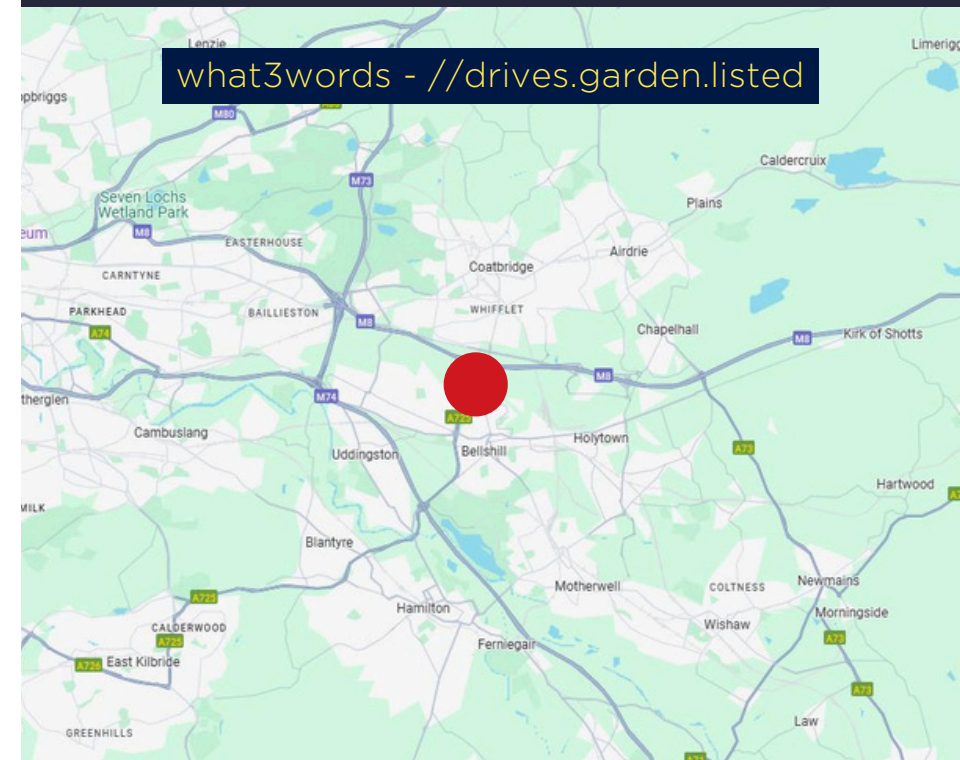 Lenzie
Limerigg
what3words - //drives.garden.listed
opbriggs
M80
Caldercruix
M73
Plains
Seven Lochs
Wetland Park
eum
M8
EASTERHOUSE
Airdrie
Coatbridge
CARNTYNE
PARKHEAD
BAILLIESTON
WHIFFLET
M8
Chapelhall
A74
M8
Kirk of Shotts
M8
therglen
M74
A725
Cambuslang
Holytown
Uddingston
Bellshill
A73
Hartwood
MILK
Blantyre
Motherwell
COLTNESS
Newmains
A725
Hamilton
Morningside
CALDERWOOD
Wishaw
A725
A73
Ferniegair
A726
East Kilbride
A73
Law
GREENHILLS